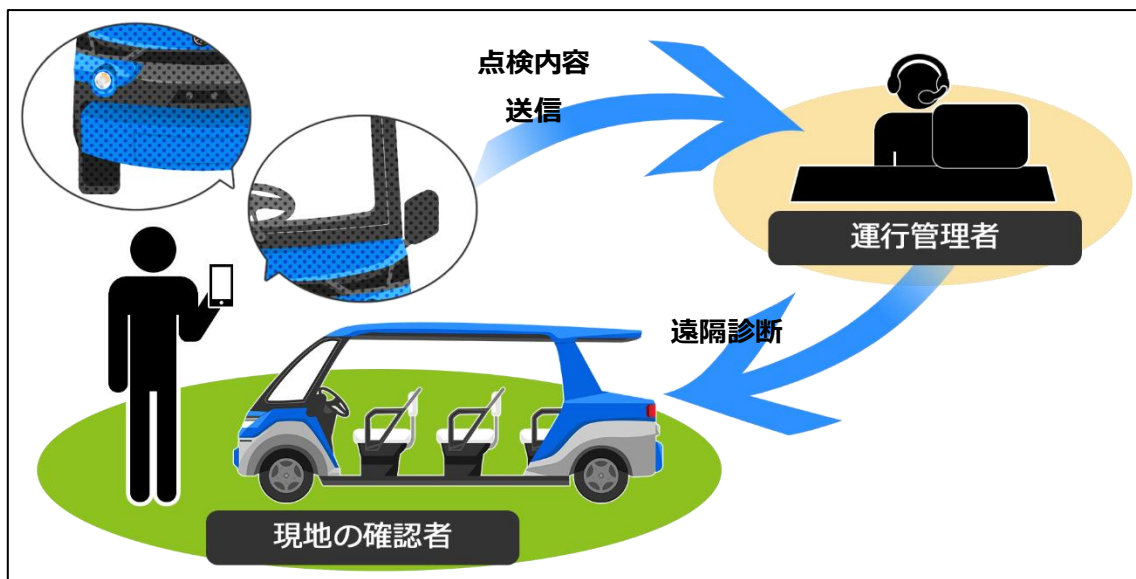 点検内容
送信
運行管理者
遠隔診断
現地の確認者